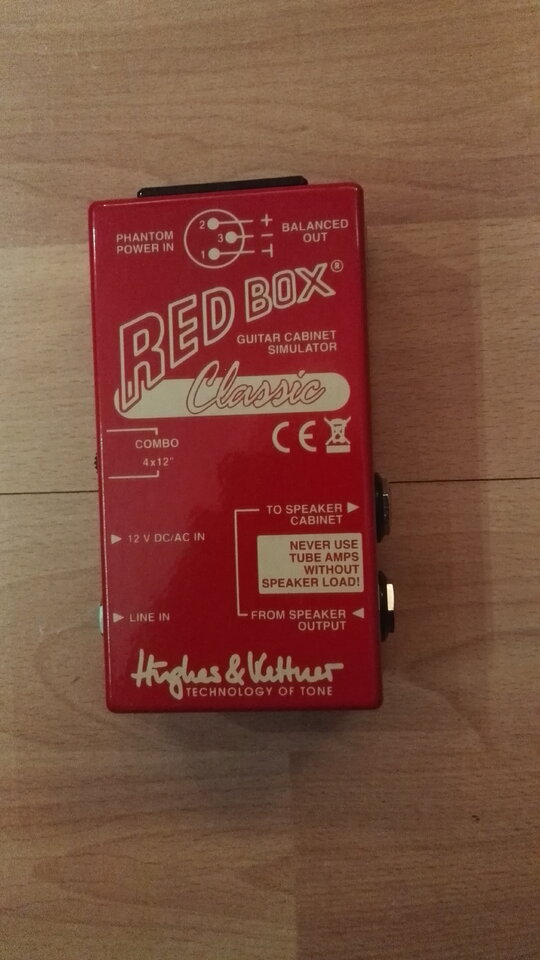 PHANTOM
POWER IN
2
3
1
+
−
BALANCED
OUT
RED BOX®
GUITAR CABINET
SIMULATOR
Classic
CE
COMBO
4x12"
TO SPEAKER
CABINET
12 V DC/AC IN
NEVER USE
TUBE AMPS
WITHOUT
SPEAKER LOAD!
LINE IN
FROM SPEAKER
OUTPUT
Hughes & Kettner
TECHNOLOGY OF TONE